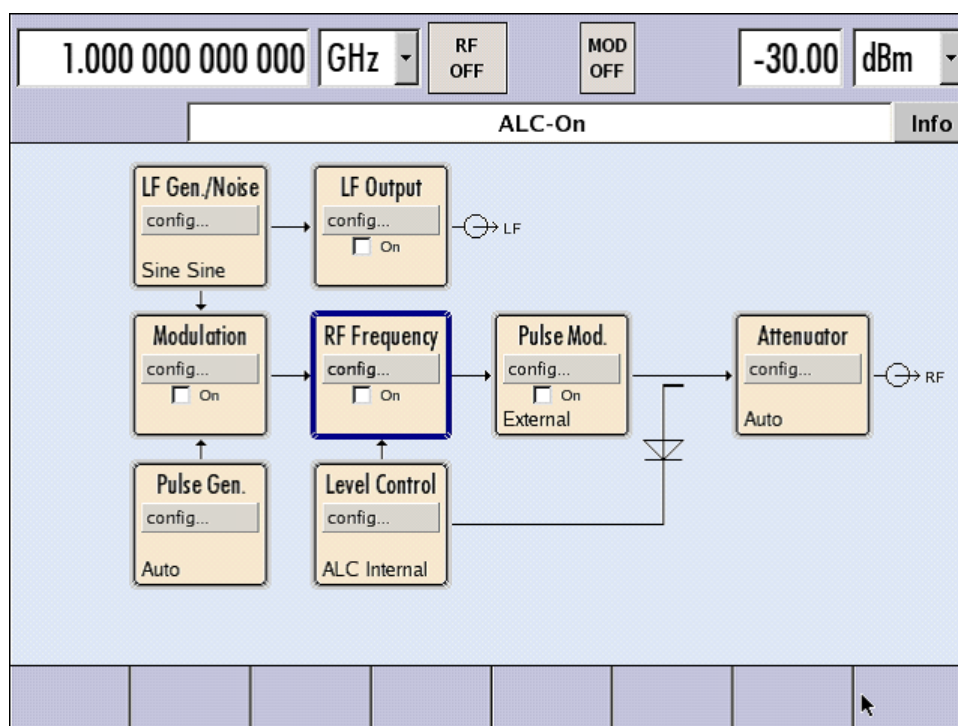 1.000 000 000 000 GHz RF OFF MOD OFF -30.00 dBm
ALC-On Info
LF Gen./Noise
config...
Sine Sine
LF Output
config...
On
LF
Modulation
config...
On
RF Frequency
config...
On
Pulse Mod.
config...
On
External
Attenuator
config...
Auto
RF
Pulse Gen.
config...
Auto
Level Control
config...
ALC Internal